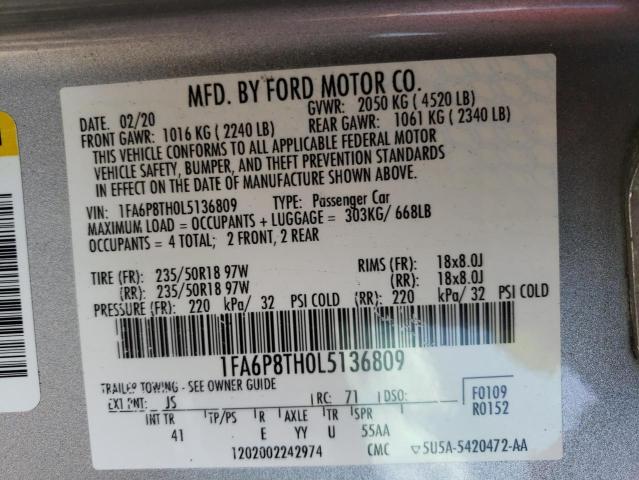 MFD. BY FORD MOTOR CO.
DATE: 02/20 GVWR: 2050 KG ( 4520 LB)
FRONT GAWR: 1016 KG ( 2240 LB) REAR GAWR: 1061 KG ( 2340 LB)
THIS VEHICLE CONFORMS TO ALL APPLICABLE FEDERAL MOTOR
VEHICLE SAFETY, BUMPER, AND THEFT PREVENTION STANDARDS
IN EFFECT ON THE DATE OF MANUFACTURE SHOWN ABOVE.
VIN: 1FA6P8TH0L5136809 TYPE: Passenger Car
MAXIMUM LOAD = OCCUPANTS + LUGGAGE = 303KG/ 668LB
OCCUPANTS = 4 TOTAL; 2 FRONT, 2 REAR
TIRE (FR): 235/50R18 97W RIMS (FR): 18x8.0J
(RR): 235/50R18 97W (RR): 18x8.0J
PRESSURE (FR): 220 kPa/ 32 PSI COLD (RR): 220 kPa/ 32 PSI COLD
1FA6P8TH0L5136809
TRAILER TOWING - SEE OWNER GUIDE
EXT PNT: JS RC: 71 DSO: F0109
R0152
INT TR TP/PS R AXLE TR SPR
41 E YY U 55AA
1202002242974 CMC ▽5U5A-5420472-AA